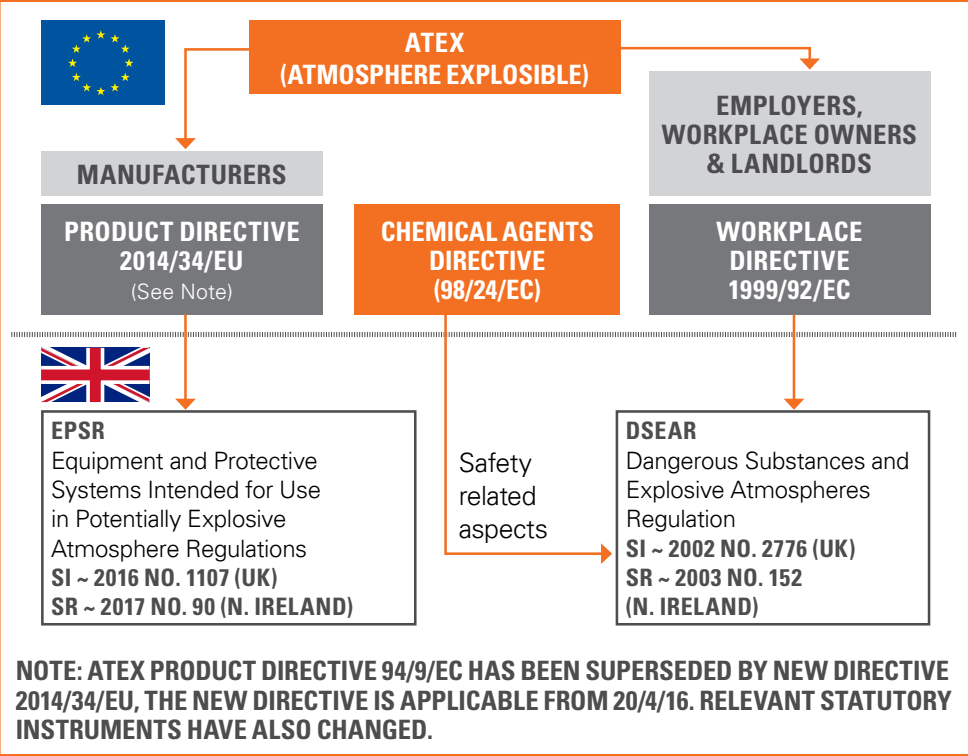 ATEX
(ATMOSPHERE EXPLOSIBLE)
MANUFACTURERS
EMPLOYERS,
WORKPLACE OWNERS
& LANDLORDS
PRODUCT DIRECTIVE
2014/34/EU
(See Note)
CHEMICAL AGENTS
DIRECTIVE
(98/24/EC)
WORKPLACE
DIRECTIVE
1999/92/EC
EPSR
Equipment and Protective
Systems Intended for Use
in Potentially Explosive
Atmosphere Regulations
SI ~ 2016 NO. 1107 (UK)
SR ~ 2017 NO. 90 (N. IRELAND)
Safety
related
aspects
DSEAR
Dangerous Substances and
Explosive Atmospheres
Regulation
SI ~ 2002 NO. 2776 (UK)
SR ~ 2003 NO. 152
(N. IRELAND)
NOTE: ATEX PRODUCT DIRECTIVE 94/9/EC HAS BEEN SUPERSEDED BY NEW DIRECTIVE
2014/34/EU, THE NEW DIRECTIVE IS APPLICABLE FROM 20/4/16. RELEVANT STATUTORY
INSTRUMENTS HAVE ALSO CHANGED.